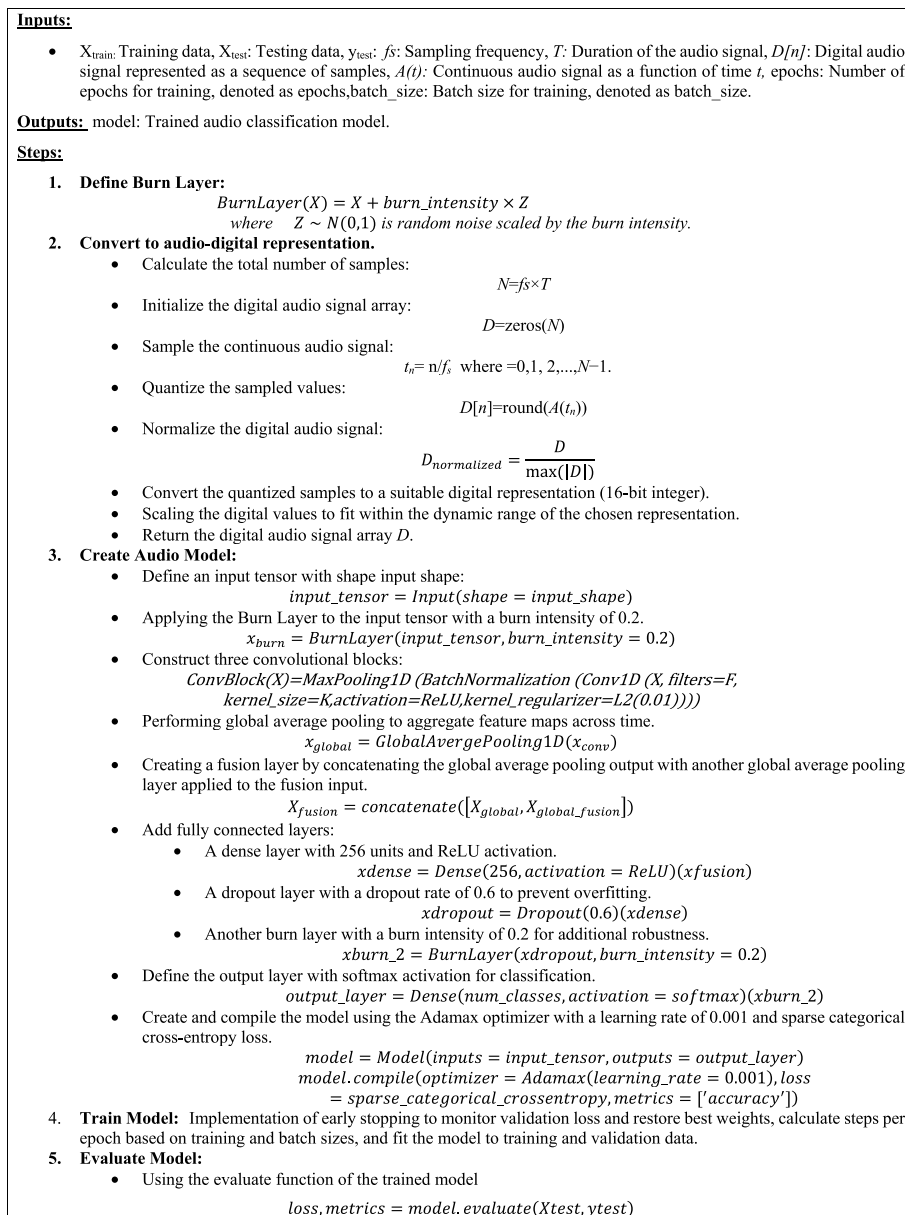 Inputs:
• X_train: Training data, X_test: Testing data, y_test: fs: Sampling frequency, T: Duration of the audio signal, D[n]: Digital audio
signal represented as a sequence of samples, A(t): Continuous audio signal as a function of time t, epochs: Number of
epochs for training, denoted as epochs,batch_size: Batch size for training, denoted as batch_size.
Outputs: model: Trained audio classification model.
Steps:
1. Define Burn Layer:
BurnLayer(X) = X + burn_intensity × Z
where Z ~ N(0,1) is random noise scaled by the burn intensity.
2. Convert to audio-digital representation.
• Calculate the total number of samples:
N=fs×T
• Initialize the digital audio signal array:
D=zeros(N)
• Sample the continuous audio signal:
t_n= n/f_s where =0,1, 2,...,N−1.
• Quantize the sampled values:
D[n]=round(A(t_n))
• Normalize the digital audio signal:
D_normalized = D / max(|D|)
• Convert the quantized samples to a suitable digital representation (16-bit integer).
• Scaling the digital values to fit within the dynamic range of the chosen representation.
• Return the digital audio signal array D.
3. Create Audio Model:
• Define an input tensor with shape input shape:
input_tensor = Input(shape = input_shape)
• Applying the Burn Layer to the input tensor with a burn intensity of 0.2.
x_burn = BurnLayer(input_tensor, burn_intensity = 0.2)
• Construct three convolutional blocks:
ConvBlock(X)=MaxPooling1D (BatchNormalization (Conv1D (X, filters=F,
kernel_size=K,activation=ReLU,kernel_regularizer=L2(0.01))))
• Performing global average pooling to aggregate feature maps across time.
x_global = GlobalAvergePooling1D(x_conv)
• Creating a fusion layer by concatenating the global average pooling output with another global average pooling
layer applied to the fusion input.
X_fusion = concatenate([X_global, X_global_fusion])
• Add fully connected layers:
• A dense layer with 256 units and ReLU activation.
xdense = Dense(256, activation = ReLU)(xfusion)
• A dropout layer with a dropout rate of 0.6 to prevent overfitting.
xdropout = Dropout(0.6)(xdense)
• Another burn layer with a burn intensity of 0.2 for additional robustness.
xburn_2 = BurnLayer(xdropout, burn_intensity = 0.2)
• Define the output layer with softmax activation for classification.
output_layer = Dense(num_classes, activation = softmax)(xburn_2)
• Create and compile the model using the Adamax optimizer with a learning rate of 0.001 and sparse categorical
cross-entropy loss.
model = Model(inputs = input_tensor, outputs = output_layer)
model.compile(optimizer = Adamax(learning_rate = 0.001), loss
= sparse_categorical_crossentropy, metrics = ['accuracy'])
4. Train Model: Implementation of early stopping to monitor validation loss and restore best weights, calculate steps per
epoch based on training and batch sizes, and fit the model to training and validation data.
5. Evaluate Model:
• Using the evaluate function of the trained model
loss, metrics = model.evaluate(Xtest, ytest)